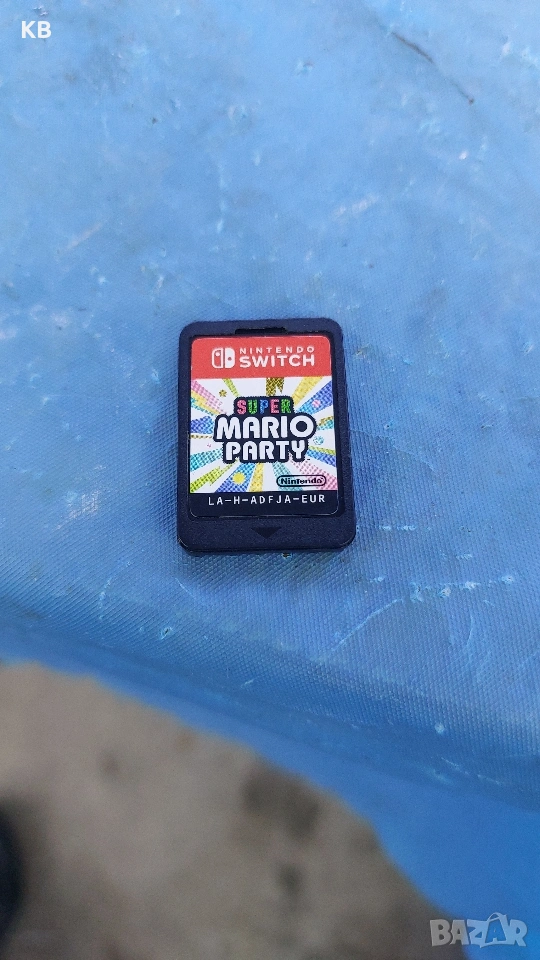 KB
NINTENDO
SWITCH
SUPER
MARIO
PARTY
Nintendo
LA-H-ADFJA-EUR
BAZAR